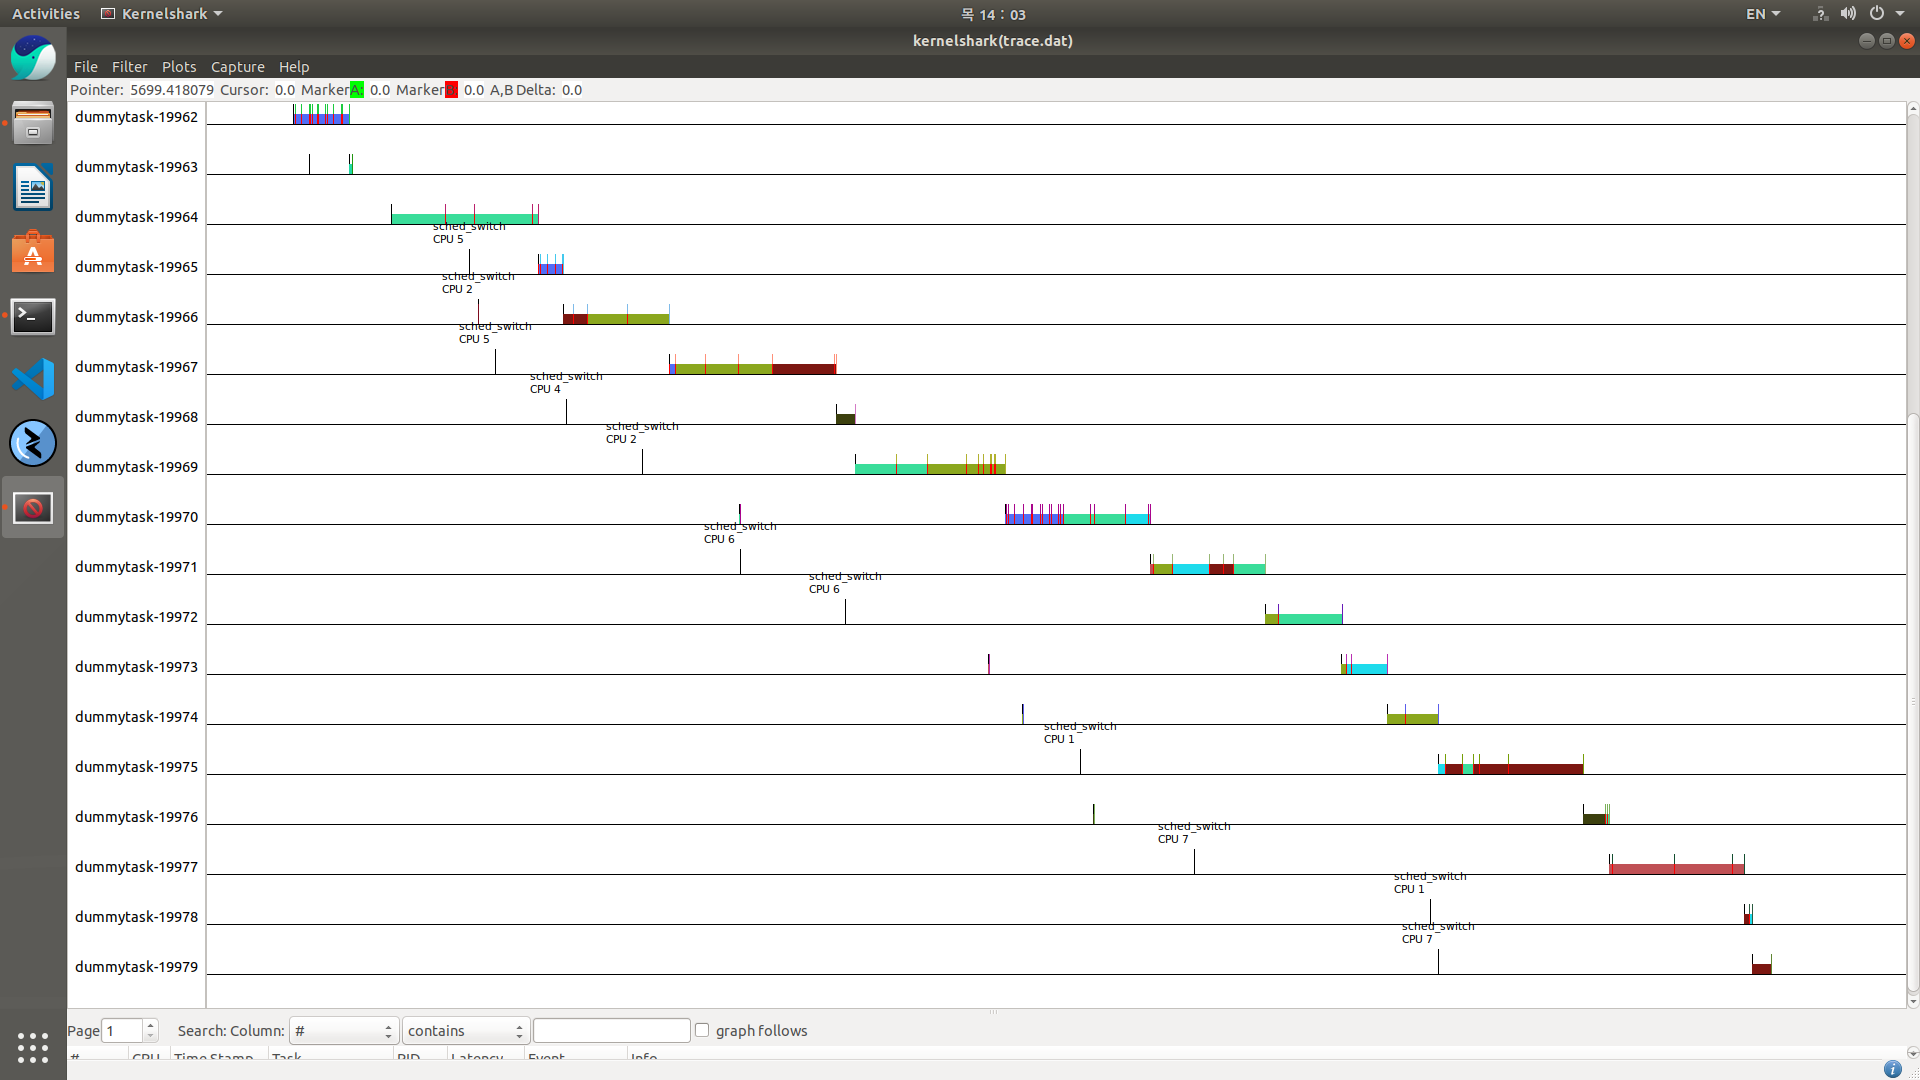 Activities Kernelshark 목 14 : 03 EN
kernelshark(trace.dat)
File Filter Plots Capture Help
Pointer: 5699.418079 Cursor: 0.0 Marker A: 0.0 Marker B: 0.0 A,B Delta: 0.0
dummytask-19962
dummytask-19963
dummytask-19964
sched_switch
CPU 5
dummytask-19965
sched_switch
CPU 2
dummytask-19966
sched_switch
CPU 5
dummytask-19967
sched_switch
CPU 4
dummytask-19968
sched_switch
CPU 2
dummytask-19969
dummytask-19970
sched_switch
CPU 6
dummytask-19971
sched_switch
CPU 6
dummytask-19972
dummytask-19973
dummytask-19974
sched_switch
CPU 1
dummytask-19975
dummytask-19976
sched_switch
CPU 7
dummytask-19977
sched_switch
CPU 1
dummytask-19978
sched_switch
CPU 7
dummytask-19979
Page 1 Search: Column: # contains graph follows
# CPU Time Stamp Task PID Latency Event Info